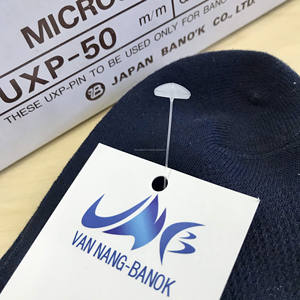 MICRO
UXP-50 m/m
THESE UXP-PIN TO BE USED ONLY FOR BANO
JAPAN BANO'K CO., LTD
VAN NANG-BANOK